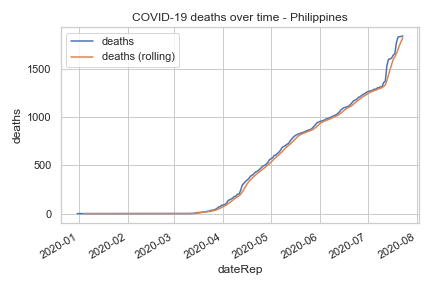 COVID-19 deaths over time - Philippines
deaths
deaths (rolling)
1500
1000
500
0
deaths
2020-01
2020-02
2020-03
2020-04
2020-05
2020-06
2020-07
2020-08
dateRep